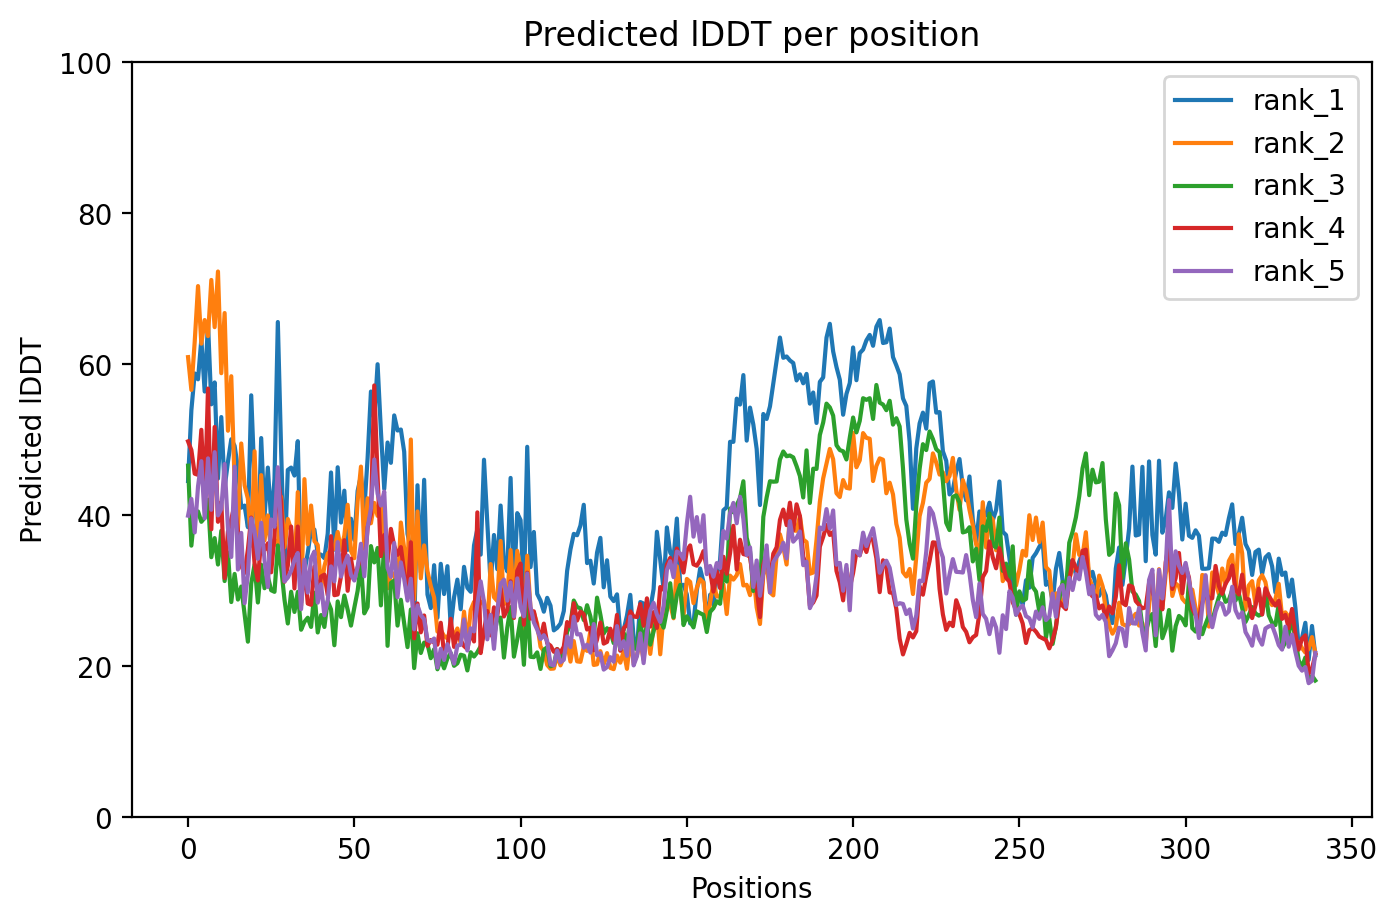 Predicted lDDT per position
100
80
60
40
20
0
Predicted lDDT
0 50 100 150 200 250 300 350
Positions
rank_1
rank_2
rank_3
rank_4
rank_5